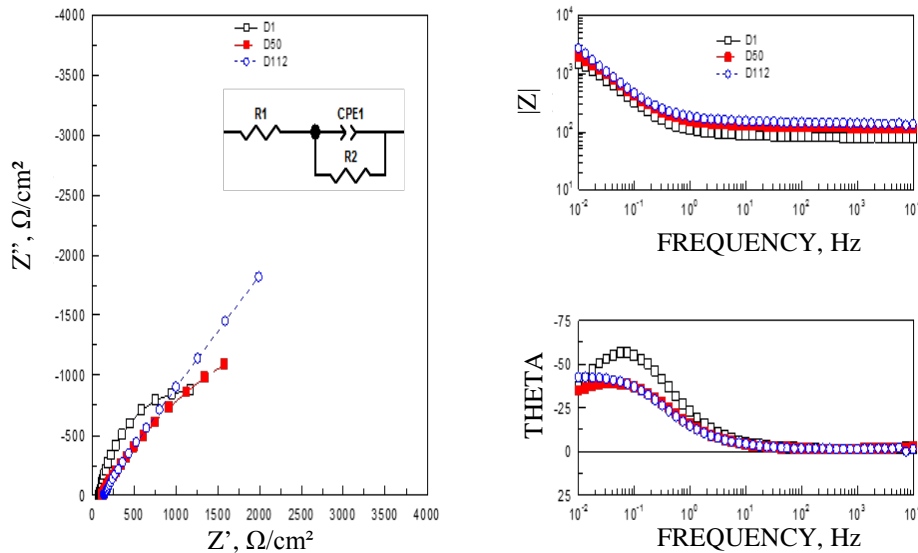 -4000
-3500
-3000
-2500
-2000
-1500
-1000
-500
0
0 500 1000 1500 2000 2500 3000 3500 4000
Z’’, Ω/cm²
Z’, Ω/cm²
D1
D50
D112
R1
CPE1
R2
10⁴
10³
10²
10¹
|Z|
D1
D50
D112
10⁻² 10⁻¹ 10⁰ 10¹ 10² 10³
FREQUENCY, Hz
-75
-50
-25
0
25
THETA
10⁻² 10⁻¹ 10⁰ 10¹ 10² 10³
FREQUENCY, Hz